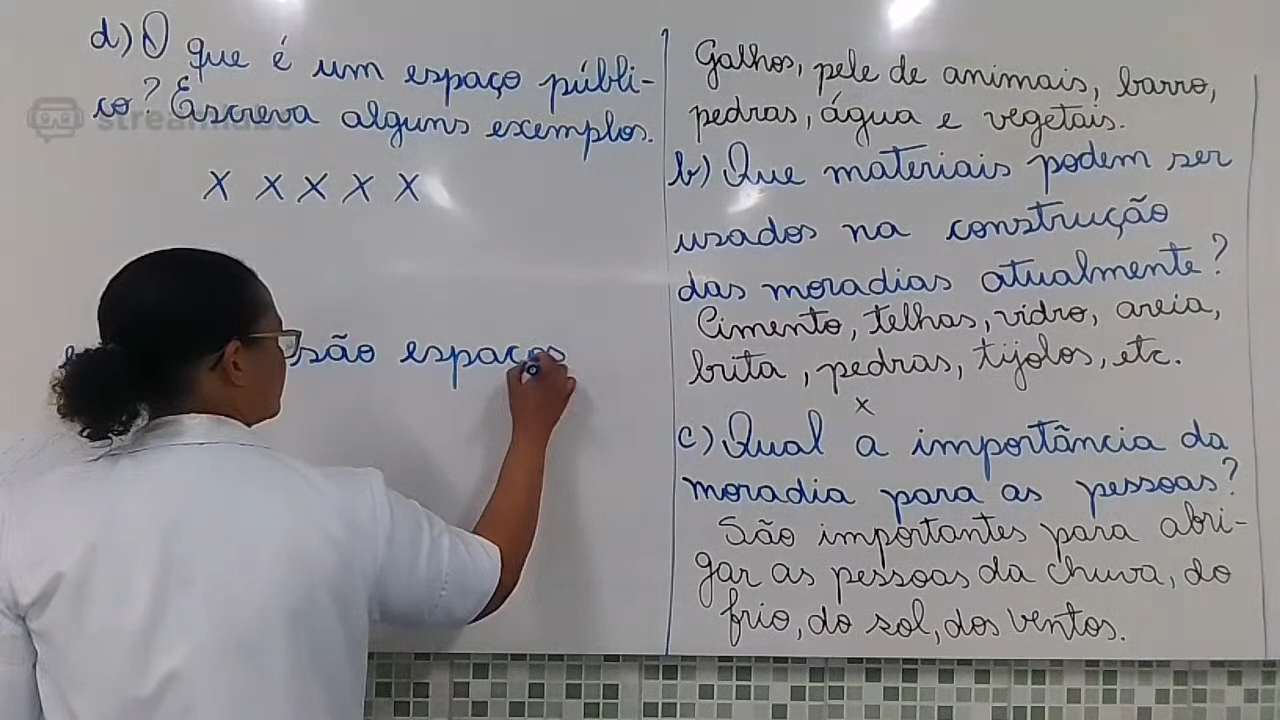 d) O que é um espaço públi-
co? Escreva alguns exemplos.
X X X X X
são espaços
Galhos, pele de animais, barro,
pedras, água e vegetais.
b) Que materiais podem ser
usados na construção
das moradias atualmente?
Cimento, telhas, vidro, areia,
brita, pedras, tijolos, etc.
x
c) Qual a importância da
moradia para as pessoas?
São importantes para abri-
gar as pessoas da chuva, do
frio, do sol, dos ventos.
streamlabs